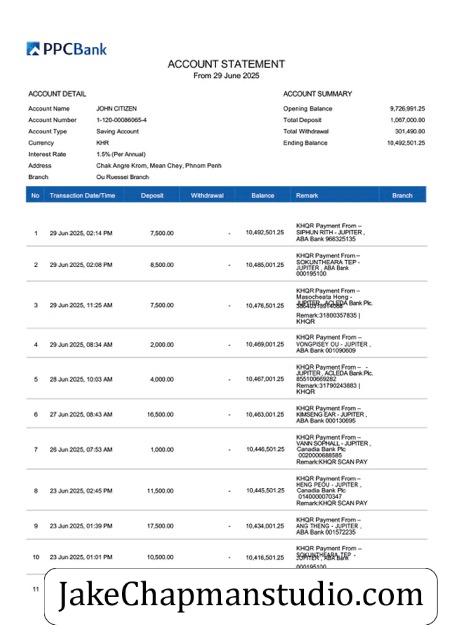 PPCBank
ACCOUNT STATEMENT
From 29 June 2025
ACCOUNT DETAIL
Account Name JOHN CITIZEN
Account Number 1-120-00086065-4
Account Type Saving Account
Currency KHR
Interest Rate 1.5% (Per Annual)
Address Chak Angre Krom, Mean Chey, Phnom Penh
Branch Ou Ruessel Branch
ACCOUNT SUMMARY
Opening Balance 9,726,991.25
Total Deposit 1,067,000.00
Total Withdrawal 301,490.00
Ending Balance 10,492,501.25
No Transaction Date/Time Deposit Withdrawal Balance Remark Branch
1 29 Jun 2025, 02:14 PM 7,500.00 - 10,492,501.25
KHQR Payment From –
SIPHUN RITH - JUPITER ,
ABA Bank 966325135
2 29 Jun 2025, 02:08 PM 8,500.00 - 10,485,001.25
KHQR Payment From –
SOKUNTHEARA TEP -
JUPITER , ABA Bank
000195100
3 29 Jun 2025, 11:25 AM 7,500.00 - 10,476,501.25
KHQR Payment From –
Masocheata Hong -
JUPITER , ACLEDA Bank Plc.
Remark:31800357835 |
KHQR
4 29 Jun 2025, 08:34 AM 2,000.00 - 10,469,001.25
KHQR Payment From –
VONGPISEY OU - JUPITER ,
ABA Bank 001090609
5 28 Jun 2025, 10:03 AM 4,000.00 - 10,467,001.25
KHQR Payment From – -
JUPITER , ACLEDA Bank Plc.
855100669282
Remark:31790243883 |
KHQR
6 27 Jun 2025, 08:43 AM 16,500.00 - 10,463,001.25
KHQR Payment From –
KIMSENG EAR - JUPITER ,
ABA Bank 000130695
7 26 Jun 2025, 07:53 AM 1,000.00 - 10,446,501.25
KHQR Payment From –
VANN SOPHALL - JUPITER ,
Canadia Bank Plc
0020000688585
Remark:KHQR SCAN PAY
8 23 Jun 2025, 02:45 PM 11,500.00 - 10,445,501.25
KHQR Payment From –
HENG PEOU - JUPITER ,
Canadia Bank Plc
0140000070347
Remark:KHQR SCAN PAY
9 23 Jun 2025, 01:39 PM 17,500.00 - 10,434,001.25
KHQR Payment From –
ANG THENG - JUPITER ,
ABA Bank 001572235
10 23 Jun 2025, 01:01 PM 10,500.00 - 10,416,501.25
KHQR Payment From –
SOKUNTHEARA TEP -
JUPITER , ABA Bank
000195100
11
JakeChapmanstudio.com